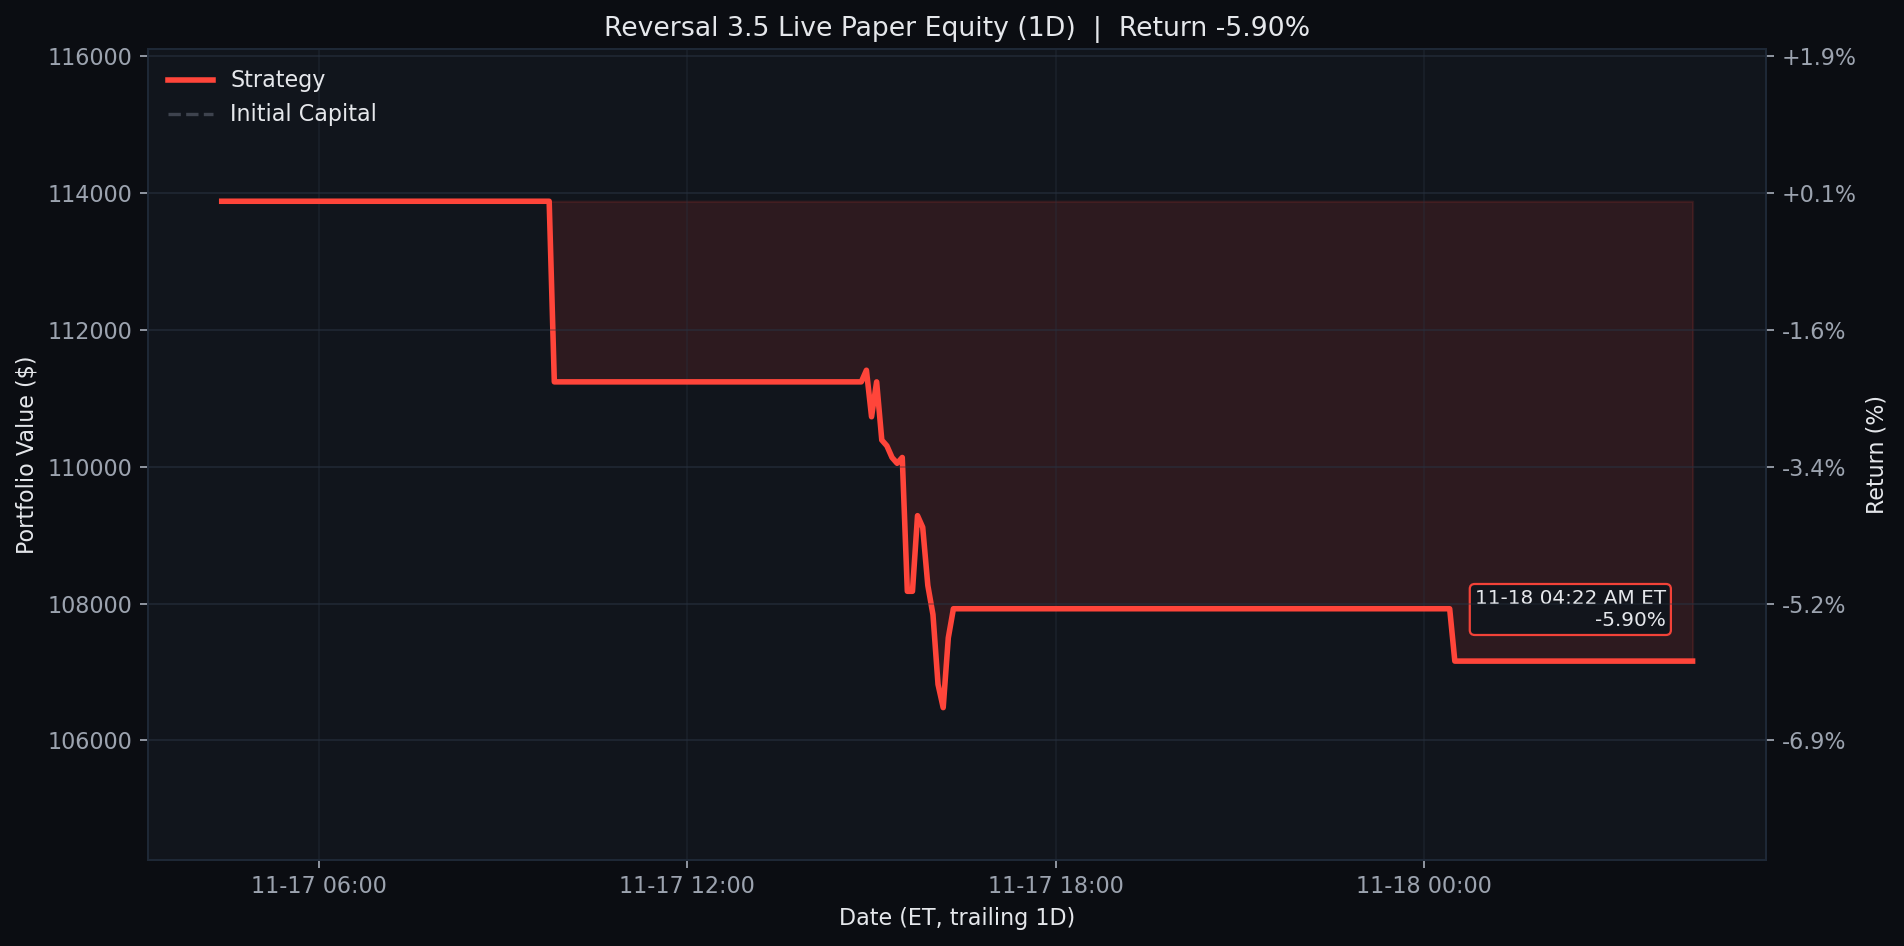 Reversal 3.5 Live Paper Equity (1D) | Return -5.90%
Strategy
Initial Capital
Portfolio Value ($)
116000
114000
112000
110000
108000
106000
+1.9%
+0.1%
-1.6%
-3.4%
-5.2%
-6.9%
Return (%)
11-18 04:22 AM ET
-5.90%
11-17 06:00
11-17 12:00
11-17 18:00
11-18 00:00
Date (ET, trailing 1D)